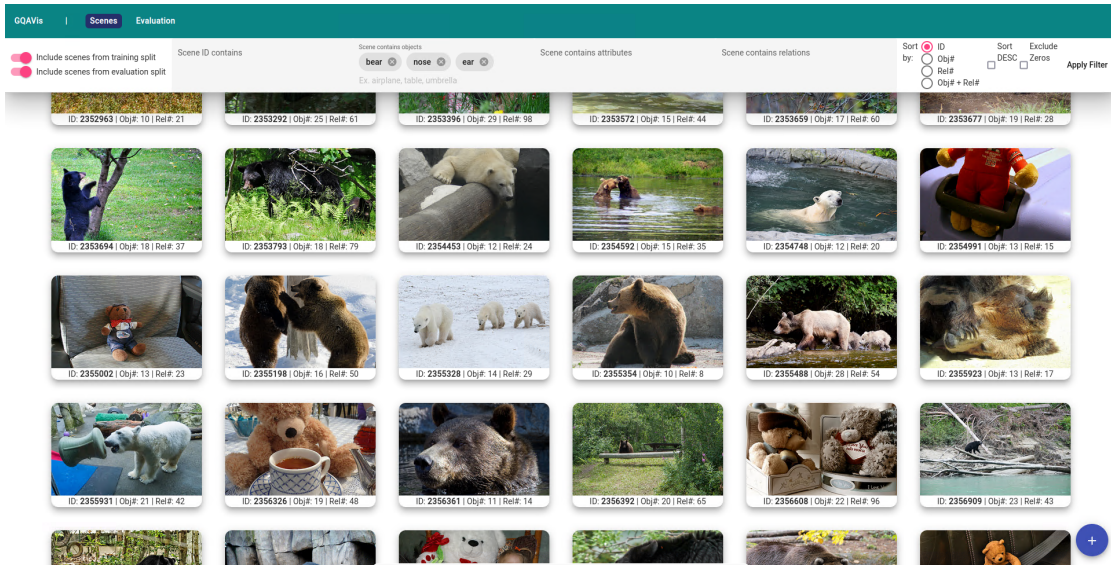 GQAVis | Scenes Evaluation
Include scenes from training split
Include scenes from evaluation split
Scene ID contains
Scene contains objects
bear nose ear
Ex. airplane, table, umbrella
Scene contains attributes
Scene contains relations
Sort by:
ID
Obj#
Rel#
Obj# + Rel#
Sort DESC
Exclude Zeros
Apply Filter
ID: 2352963 | Obj#: 10 | Rel#: 21
ID: 2353292 | Obj#: 25 | Rel#: 61
ID: 2353396 | Obj#: 29 | Rel#: 98
ID: 2353572 | Obj#: 15 | Rel#: 44
ID: 2353659 | Obj#: 17 | Rel#: 60
ID: 2353677 | Obj#: 19 | Rel#: 28
ID: 2353694 | Obj#: 18 | Rel#: 37
ID: 2353793 | Obj#: 18 | Rel#: 79
ID: 2354453 | Obj#: 12 | Rel#: 24
ID: 2354592 | Obj#: 15 | Rel#: 35
ID: 2354748 | Obj#: 12 | Rel#: 20
ID: 2354991 | Obj#: 13 | Rel#: 15
ID: 2355002 | Obj#: 13 | Rel#: 23
ID: 2355198 | Obj#: 16 | Rel#: 50
ID: 2355328 | Obj#: 14 | Rel#: 29
ID: 2355354 | Obj#: 10 | Rel#: 8
ID: 2355488 | Obj#: 28 | Rel#: 54
ID: 2355923 | Obj#: 13 | Rel#: 17
ID: 2355931 | Obj#: 21 | Rel#: 42
ID: 2356326 | Obj#: 19 | Rel#: 48
ID: 2356361 | Obj#: 11 | Rel#: 14
ID: 2356392 | Obj#: 20 | Rel#: 65
ID: 2356608 | Obj#: 22 | Rel#: 96
ID: 2356909 | Obj#: 23 | Rel#: 43
+